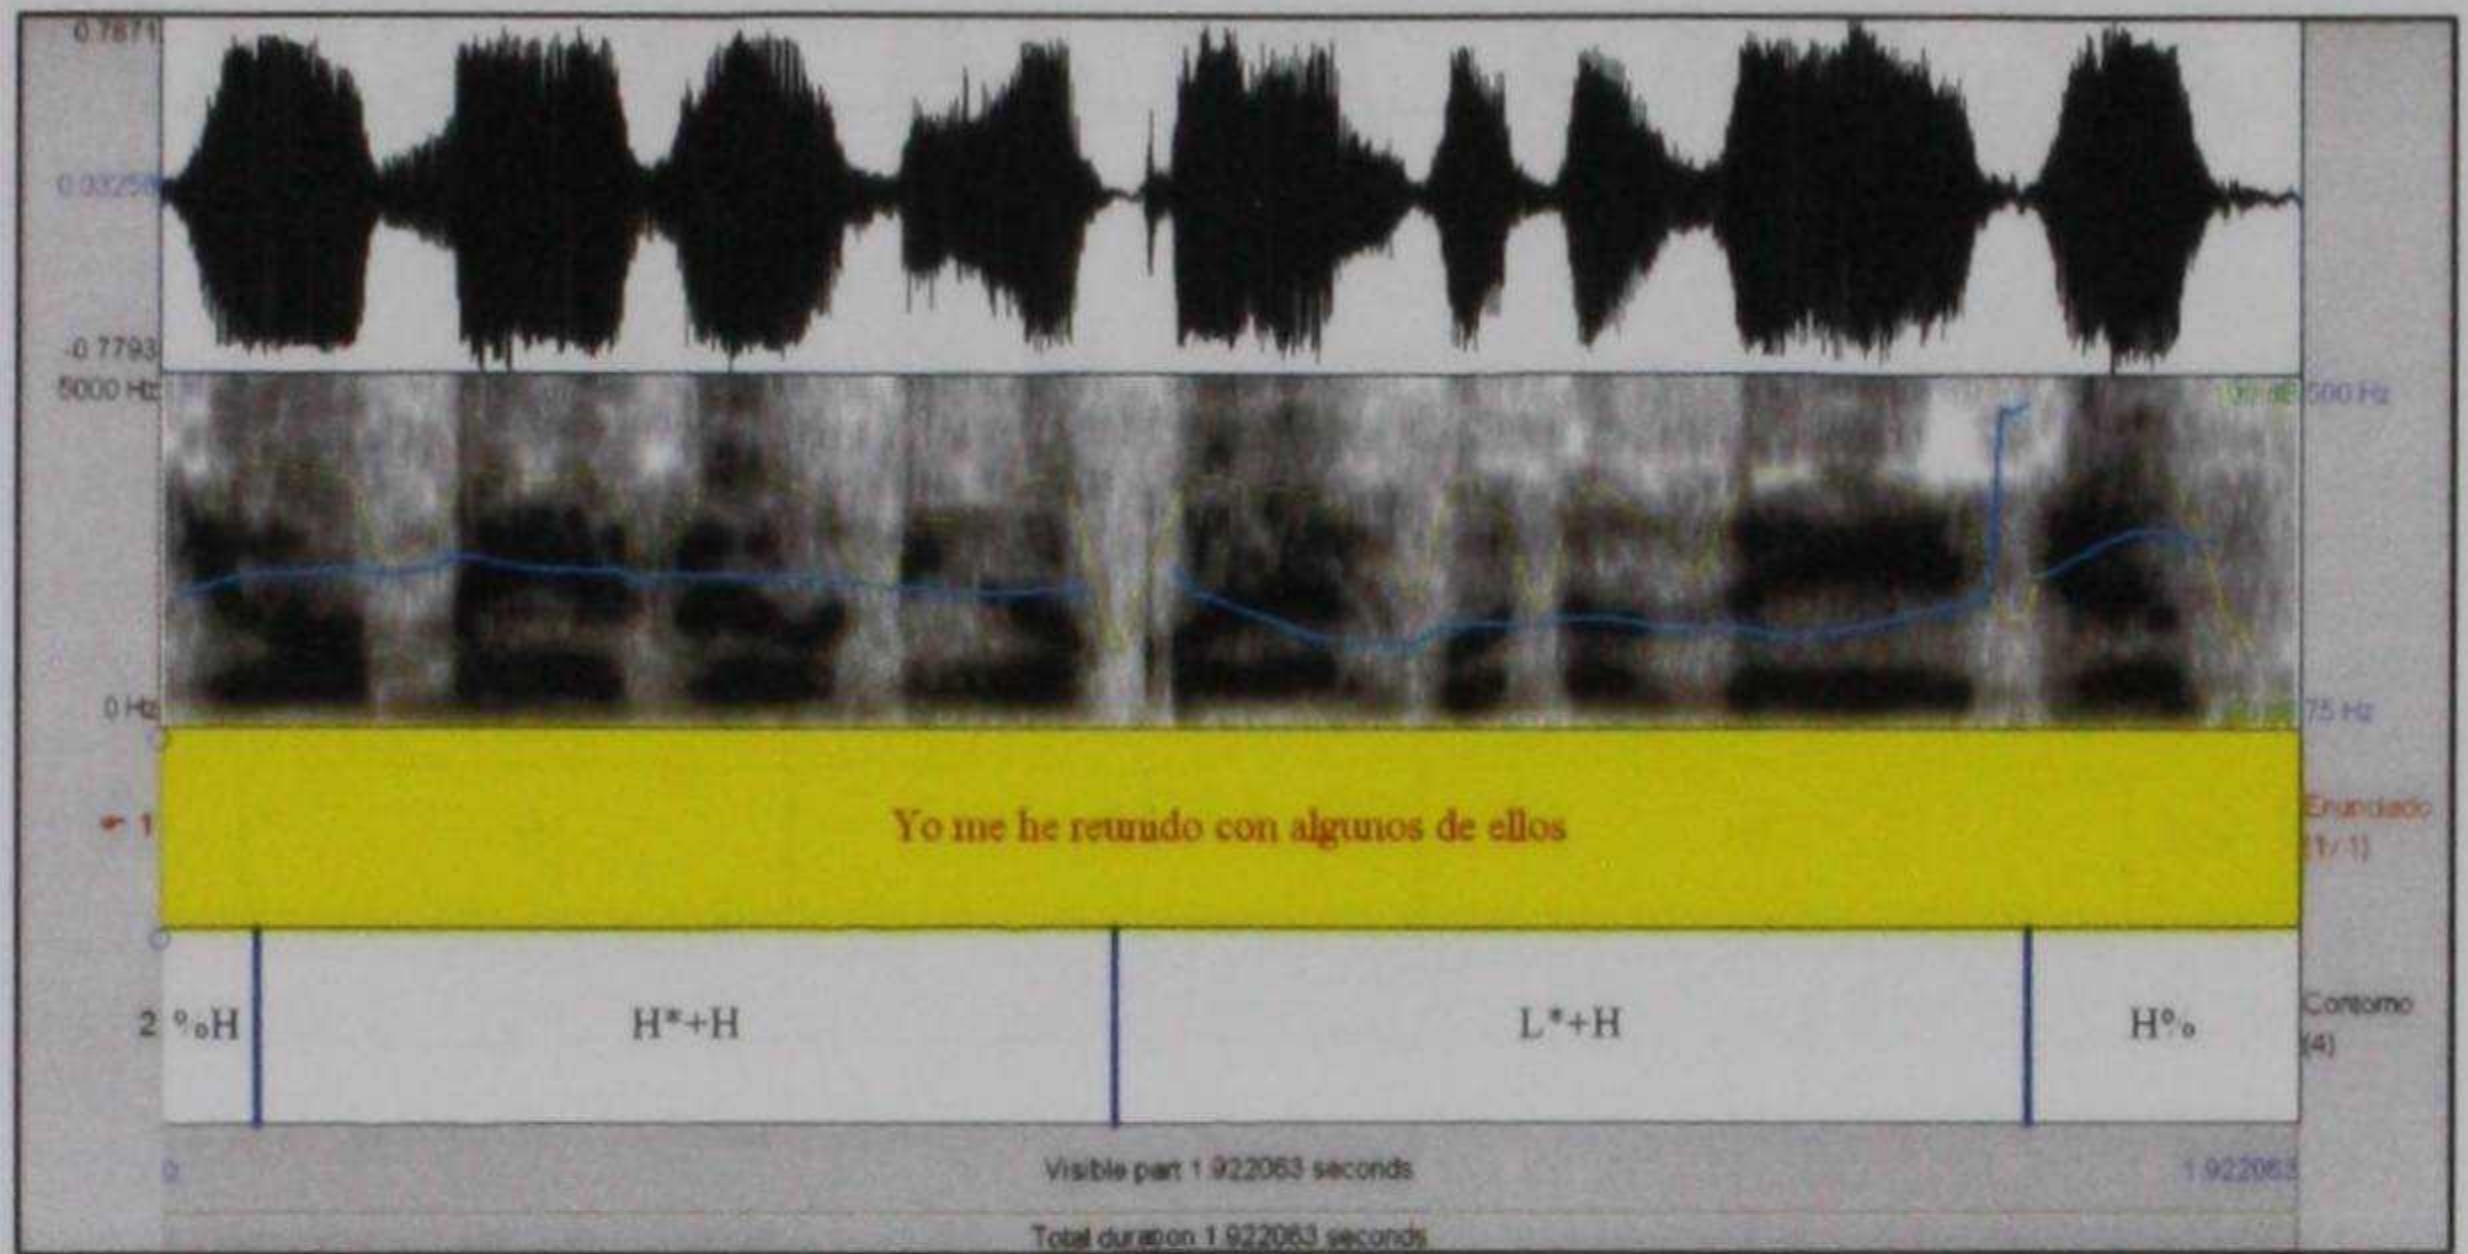 0.7871
0.03256
-0.7793
5000 Hz
500 Hz
0 Hz
75 Hz
1
Yo me he reunido con algunos de ellos
Enunciado
(1/1)
2
%H
H*+H
L*+H
H%
Contorno
(4)
0
Visible part 1.922063 seconds
1.922063
Total duration 1.922063 seconds